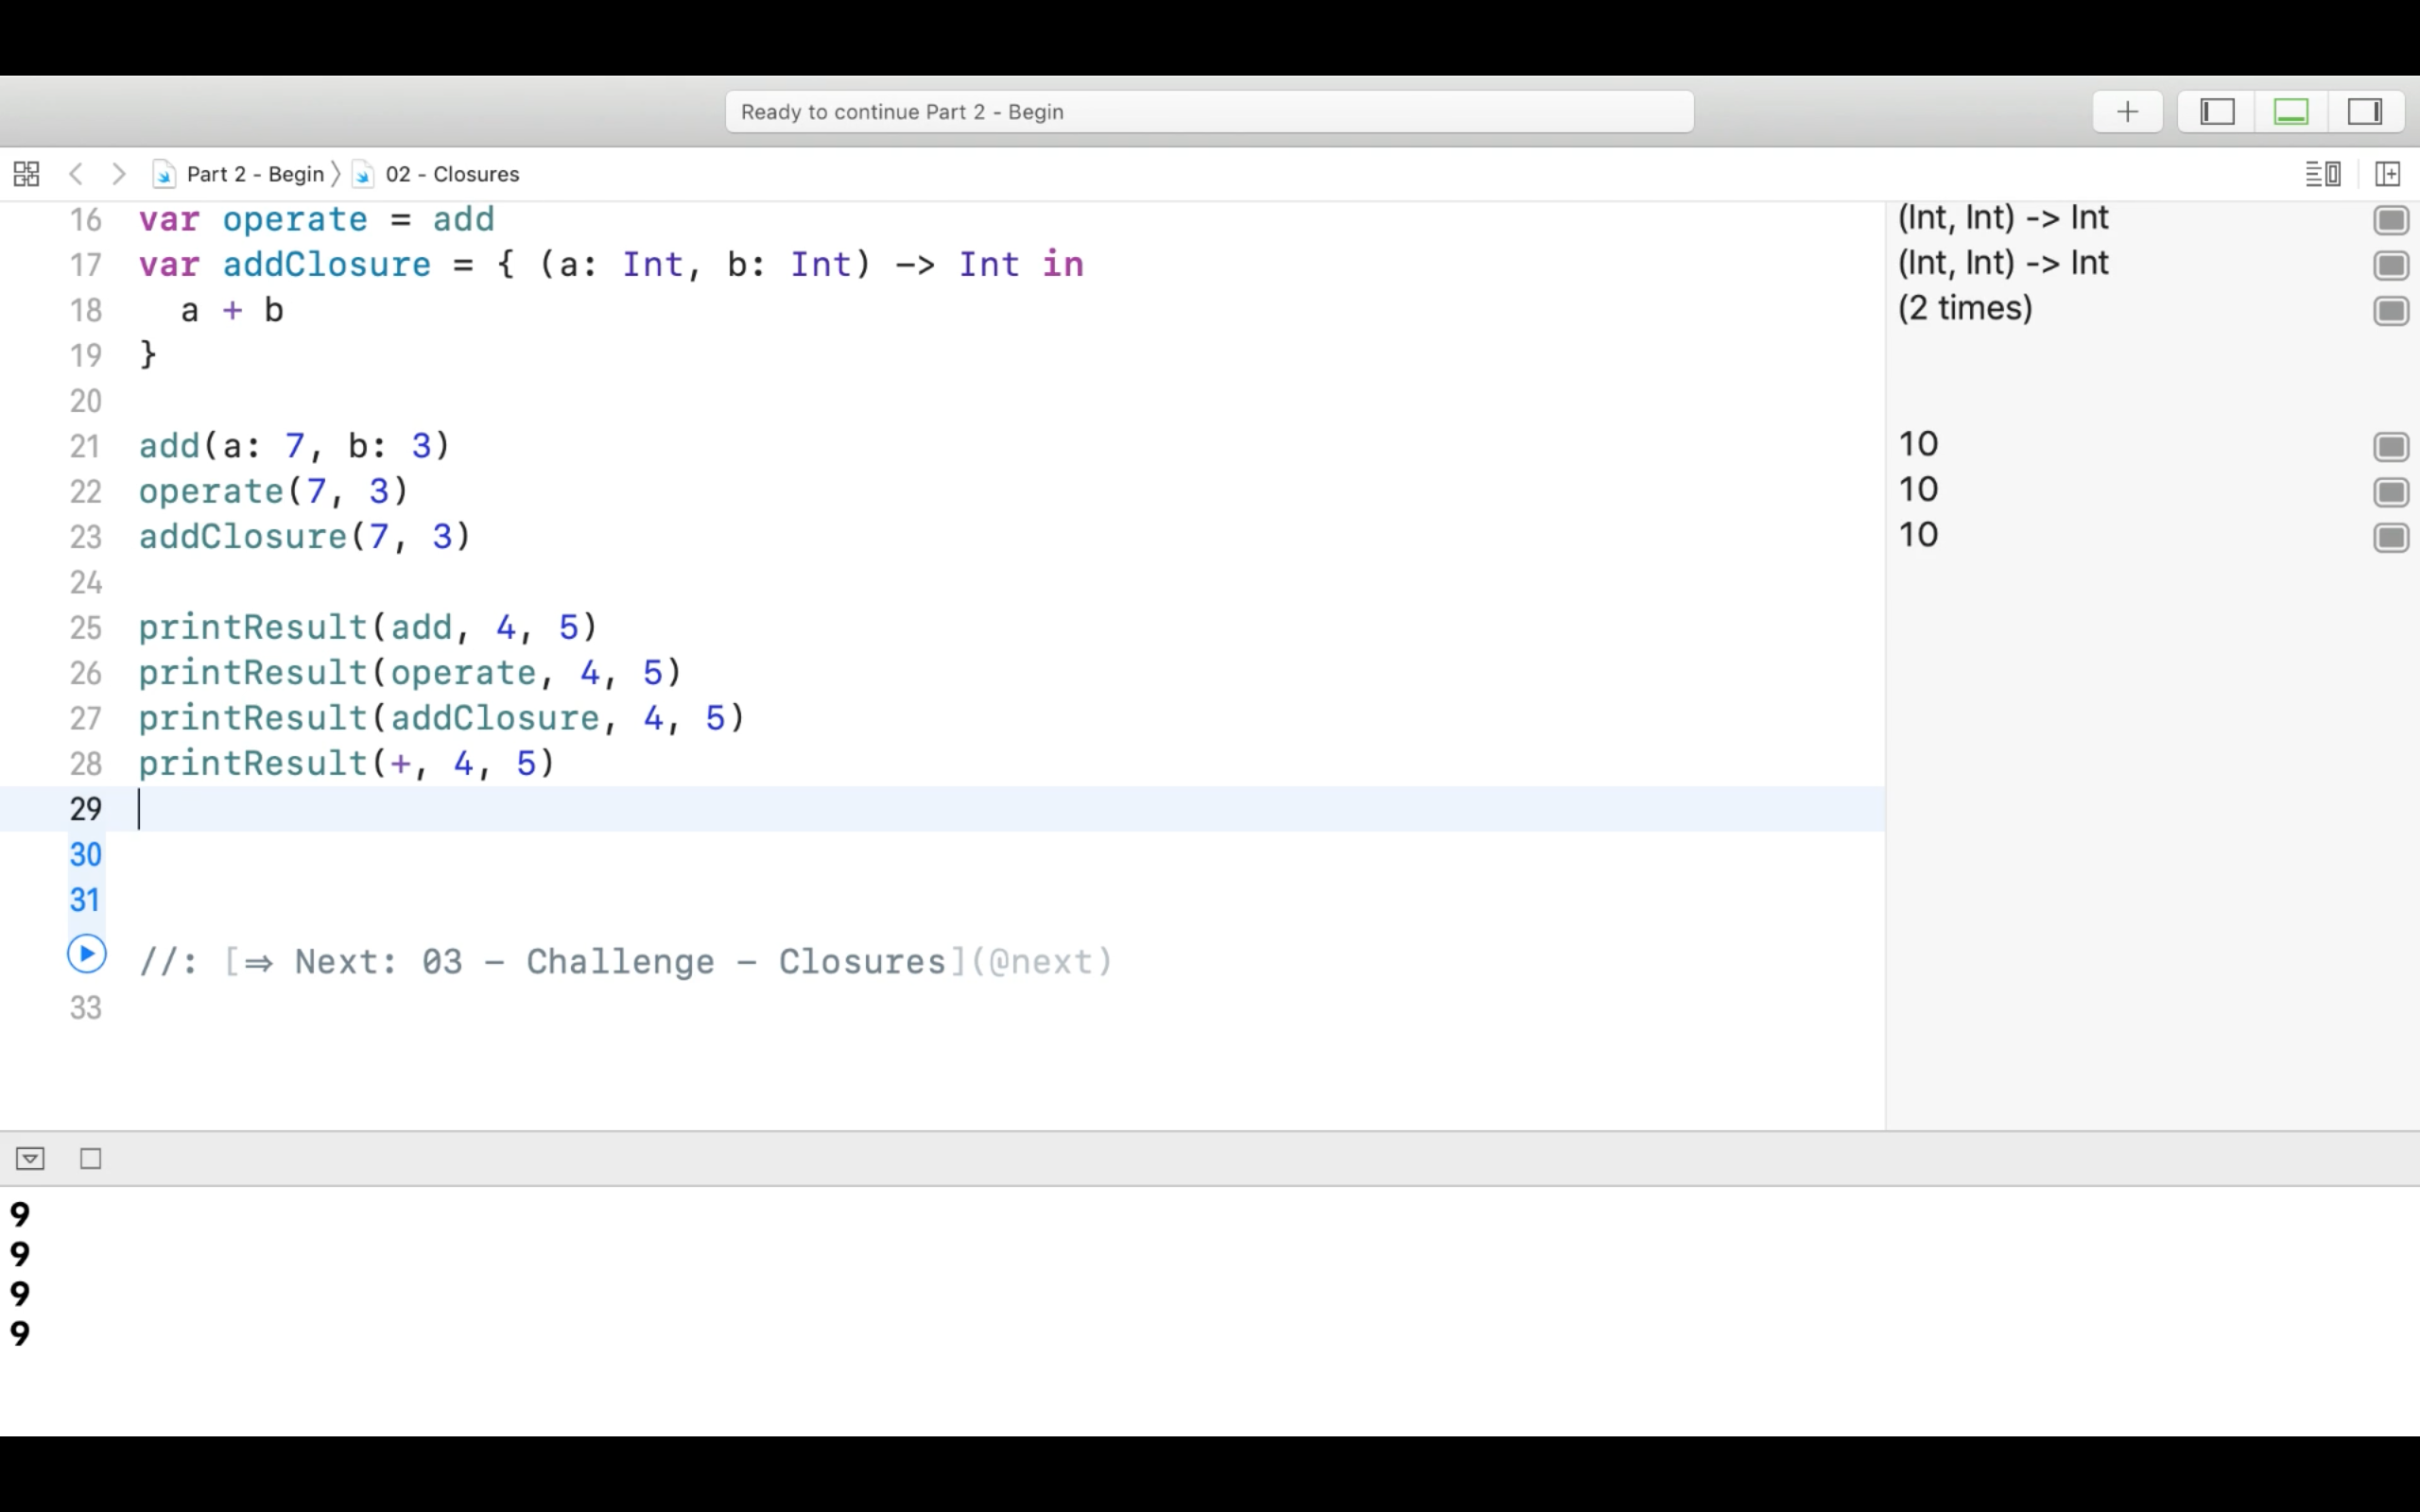 Ready to continue Part 2 - Begin
Part 2 - Begin 〉 02 - Closures
16 var operate = add (Int, Int) -> Int
17 var addClosure = { (a: Int, b: Int) -> Int in (Int, Int) -> Int
18 a + b (2 times)
19 }
20
21 add(a: 7, b: 3) 10
22 operate(7, 3) 10
23 addClosure(7, 3) 10
24
25 printResult(add, 4, 5)
26 printResult(operate, 4, 5)
27 printResult(addClosure, 4, 5)
28 printResult(+, 4, 5)
29
30
31
//: [⇒ Next: 03 - Challenge - Closures](@next)
33
9
9
9
9